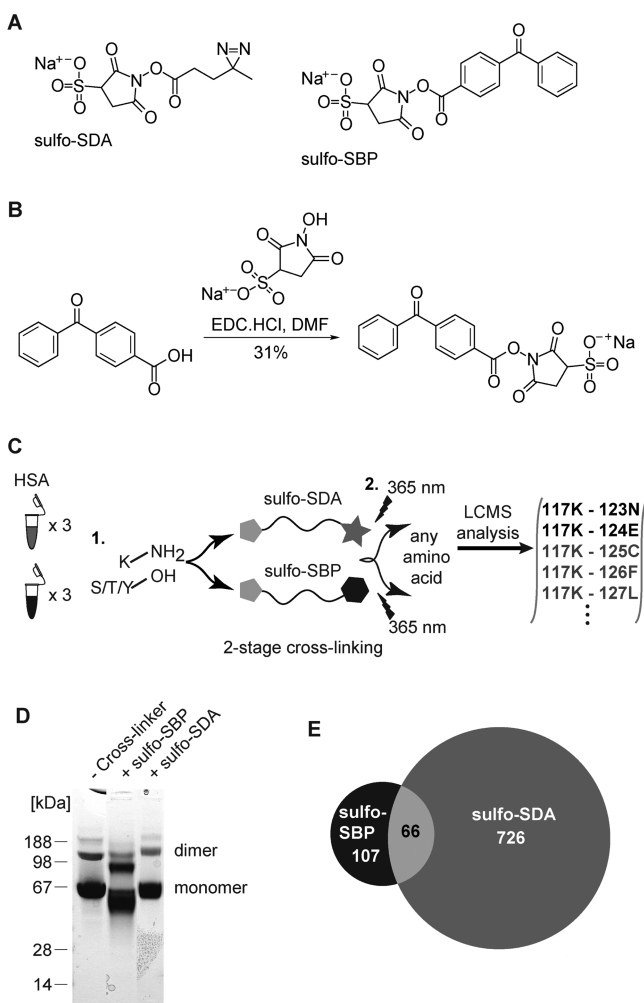 A
Na⁺⁻O
S
O
O
O
N
O
O
O
N=N
sulfo-SDA
Na⁺⁻O
S
O
O
O
N
O
O
O
O
sulfo-SBP
B
OH
N
O
O
O
S
Na⁺⁻O
O
O
OH
O
EDC.HCl, DMF
31%
O
O
O
N
O
O
O⁻⁺Na
S
O
O
C
HSA
x 3
x 3
1.
K NH2
S/T/Y OH
sulfo-SDA
2.
365 nm
sulfo-SBP
any
amino
acid
365 nm
2-stage cross-linking
LCMS
analysis
117K - 123N
117K - 124E
117K - 125C
117K - 126F
117K - 127L
⋮
D
- Cross-linker
+ sulfo-SBP
+ sulfo-SDA
[kDa]
188
98
67
28
14
dimer
monomer
E
sulfo-
SBP
107
66
sulfo-SDA
726